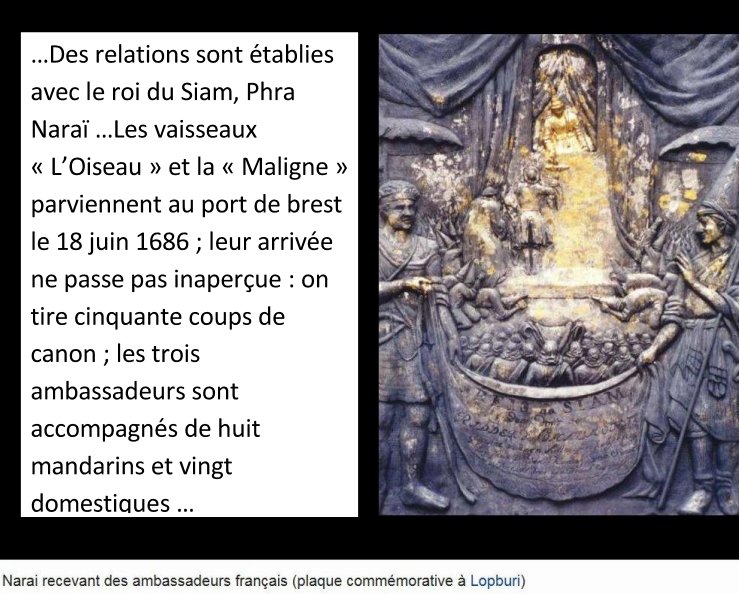 …Des relations sont établies
avec le roi du Siam, Phra
Naraï …Les vaisseaux
« L’Oiseau » et la « Maligne »
parviennent au port de brest
le 18 juin 1686 ; leur arrivée
ne passe pas inaperçue : on
tire cinquante coups de
canon ; les trois
ambassadeurs sont
accompagnés de huit
mandarins et vingt
domestiques …
SIAM
Narai recevant des ambassadeurs français (plaque commémorative à Lopburi)